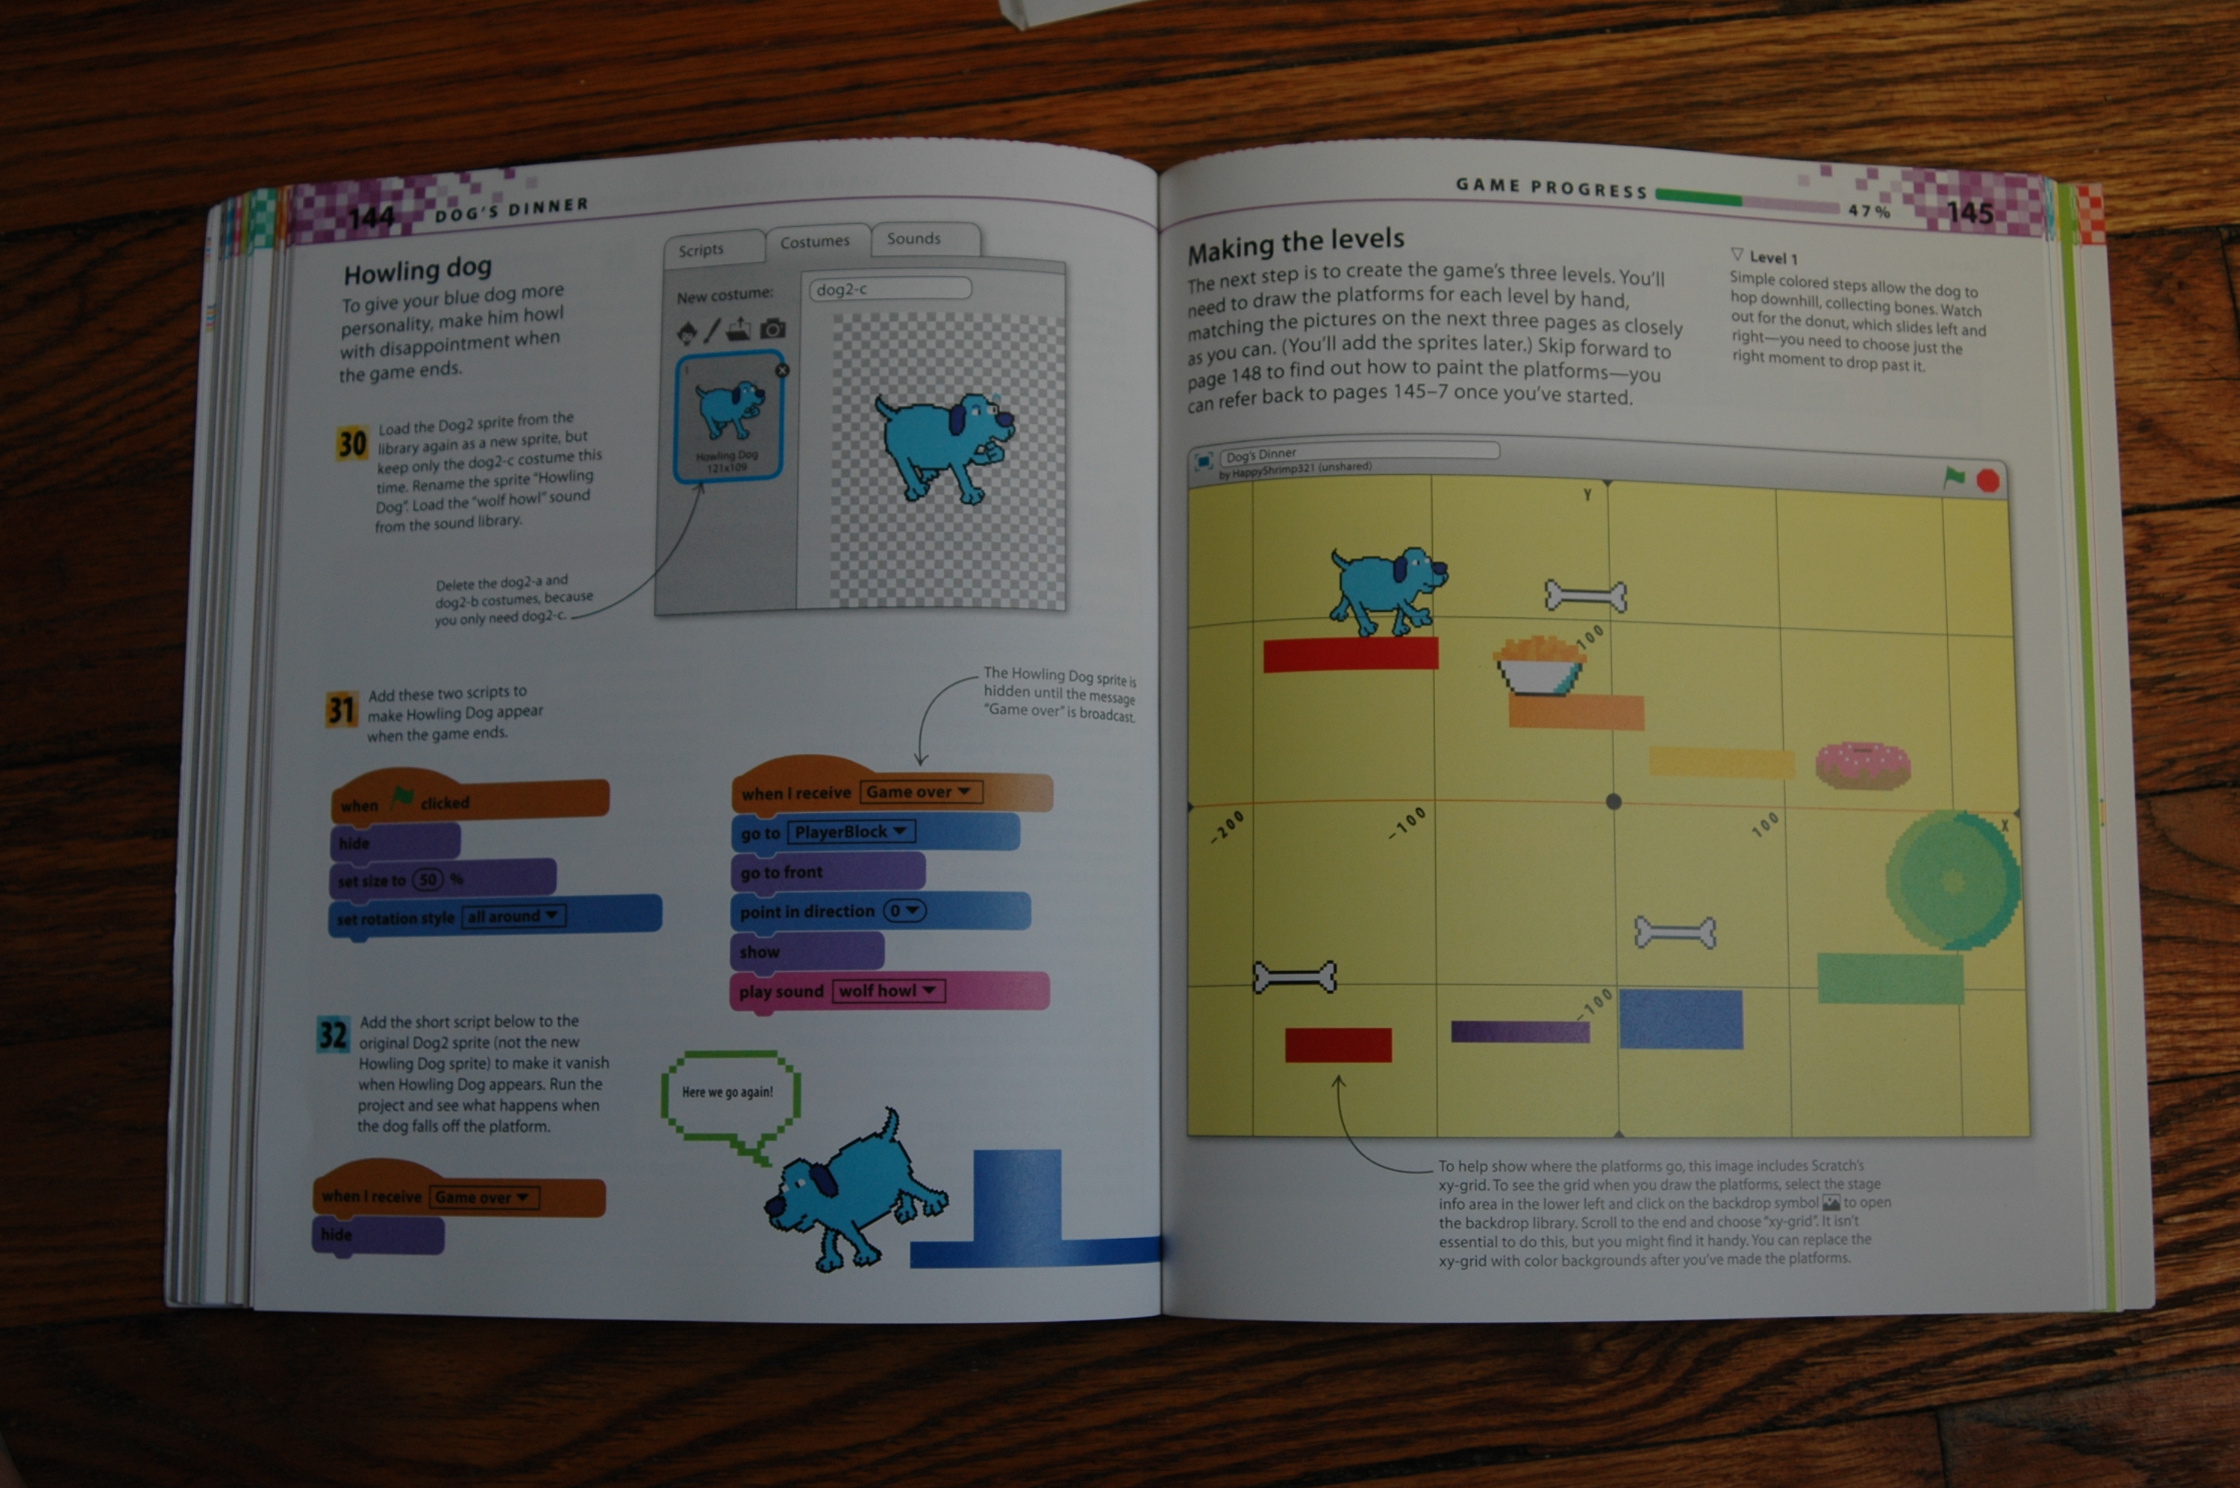 144 DOG'S DINNER
Howling dog
To give your blue dog more
personality, make him howl
with disappointment when
the game ends.
30
Load the Dog2 sprite from the
library again as a new sprite, but
keep only the dog2-c costume this
time. Rename the sprite "Howling
Dog". Load the "wolf howl" sound
from the sound library.
Delete the dog2-a and
dog2-b costumes, because
you only need dog2-c.
Scripts
Costumes
Sounds
New costume:
dog2-c
1
Howling Dog
121x109
31
Add these two scripts to
make Howling Dog appear
when the game ends.
when clicked
hide
set size to 50 %
set rotation style all around
The Howling Dog sprite is
hidden until the message
"Game over" is broadcast.
when I receive Game over
go to PlayerBlock
go to front
point in direction 0
show
play sound wolf howl
32
Add the short script below to the
original Dog2 sprite (not the new
Howling Dog sprite) to make it vanish
when Howling Dog appears. Run the
project and see what happens when
the dog falls off the platform.
when I receive Game over
hide
Here we go again!
GAME PROGRESS 47% 145
Making the levels
The next step is to create the game's three levels. You'll
need to draw the platforms for each level by hand,
matching the pictures on the next three pages as closely
as you can. (You'll add the sprites later.) Skip forward to
page 148 to find out how to paint the platforms—you
can refer back to pages 145–7 once you've started.
▽ Level 1
Simple colored steps allow the dog to
hop downhill, collecting bones. Watch
out for the donut, which slides left and
right—you need to choose just the
right moment to drop past it.
Dog's Dinner
by HappyShrimp321 (unshared)
Y
100
X
-200
-100
100
-100
To help show where the platforms go, this image includes Scratch's
xy-grid. To see the grid when you draw the platforms, select the stage
info area in the lower left and click on the backdrop symbol to open
the backdrop library. Scroll to the end and choose "xy-grid". It isn't
essential to do this, but you might find it handy. You can replace the
xy-grid with color backgrounds after you've made the platforms.